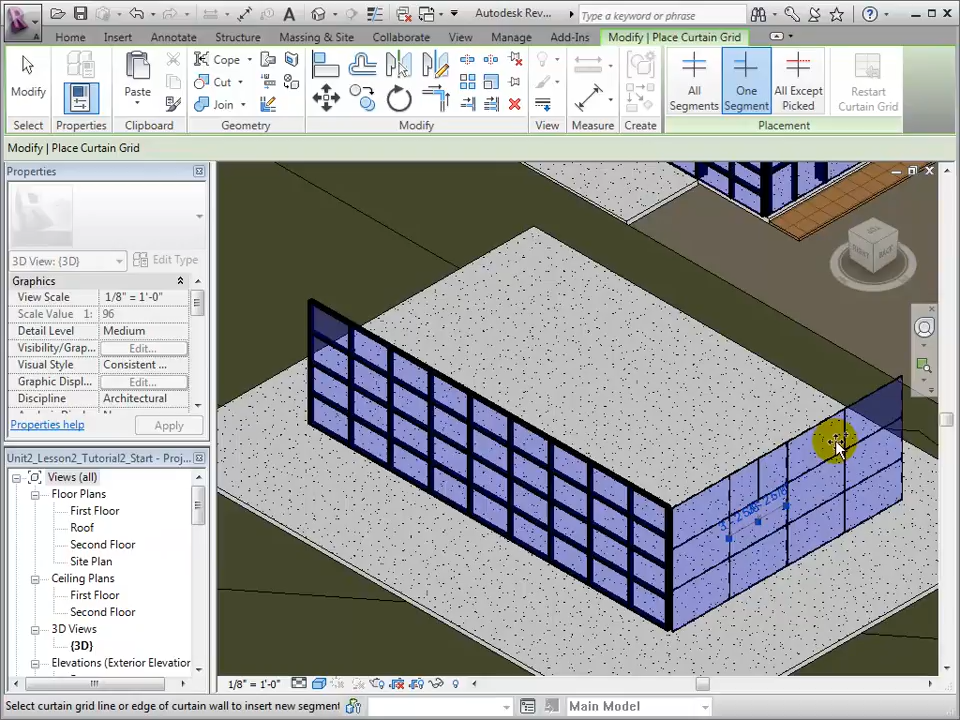 Autodesk Rev...
Type a keyword or phrase
Home Insert Annotate Structure Massing & Site Collaborate View Manage Add-Ins Modify | Place Curtain Grid
Modify
Paste
Cope
Cut
Join
All Segments
One Segment
All Except Picked
Restart Curtain Grid
Select Properties Clipboard Geometry Modify View Measure Create Placement
Modify | Place Curtain Grid
Properties
3D View: {3D}
Edit Type
Graphics
View Scale 1/8" = 1'-0"
Scale Value 1: 96
Detail Level Medium
Visibility/Grap... Edit...
Visual Style Consistent ...
Graphic Displ... Edit...
Discipline Architectural
Properties help
Apply
Unit2_Lesson2_Tutorial2_Start - Proj...
Views (all)
Floor Plans
First Floor
Roof
Second Floor
Site Plan
Ceiling Plans
First Floor
Second Floor
3D Views
{3D}
Elevations (Exterior Elevation
1/8" = 1'-0"
Select curtain grid line or edge of curtain wall to insert new segment
Main Model